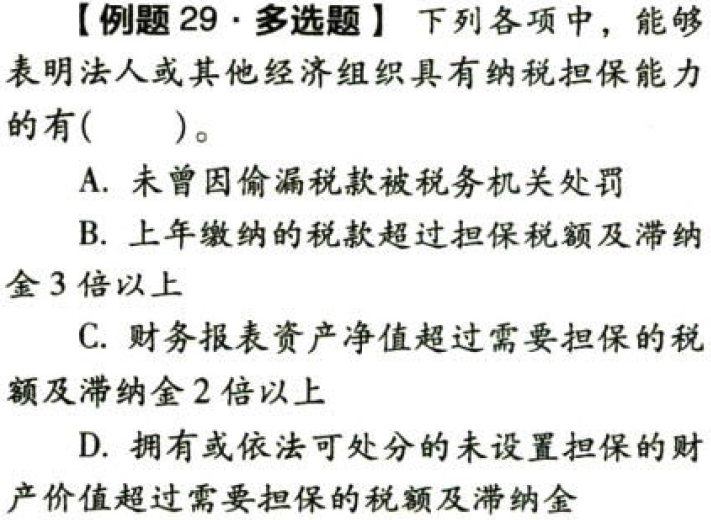 【例题 29·多选题】 下列各项中，能够
表明法人或其他经济组织具有纳税担保能力
的有(    )。
A. 未曾因偷漏税款被税务机关处罚
B. 上年缴纳的税款超过担保税额及滞纳
金 3 倍以上
C. 财务报表资产净值超过需要担保的税
额及滞纳金 2 倍以上
D. 拥有或依法可处分的未设置担保的财
产价值超过需要担保的税额及滞纳金